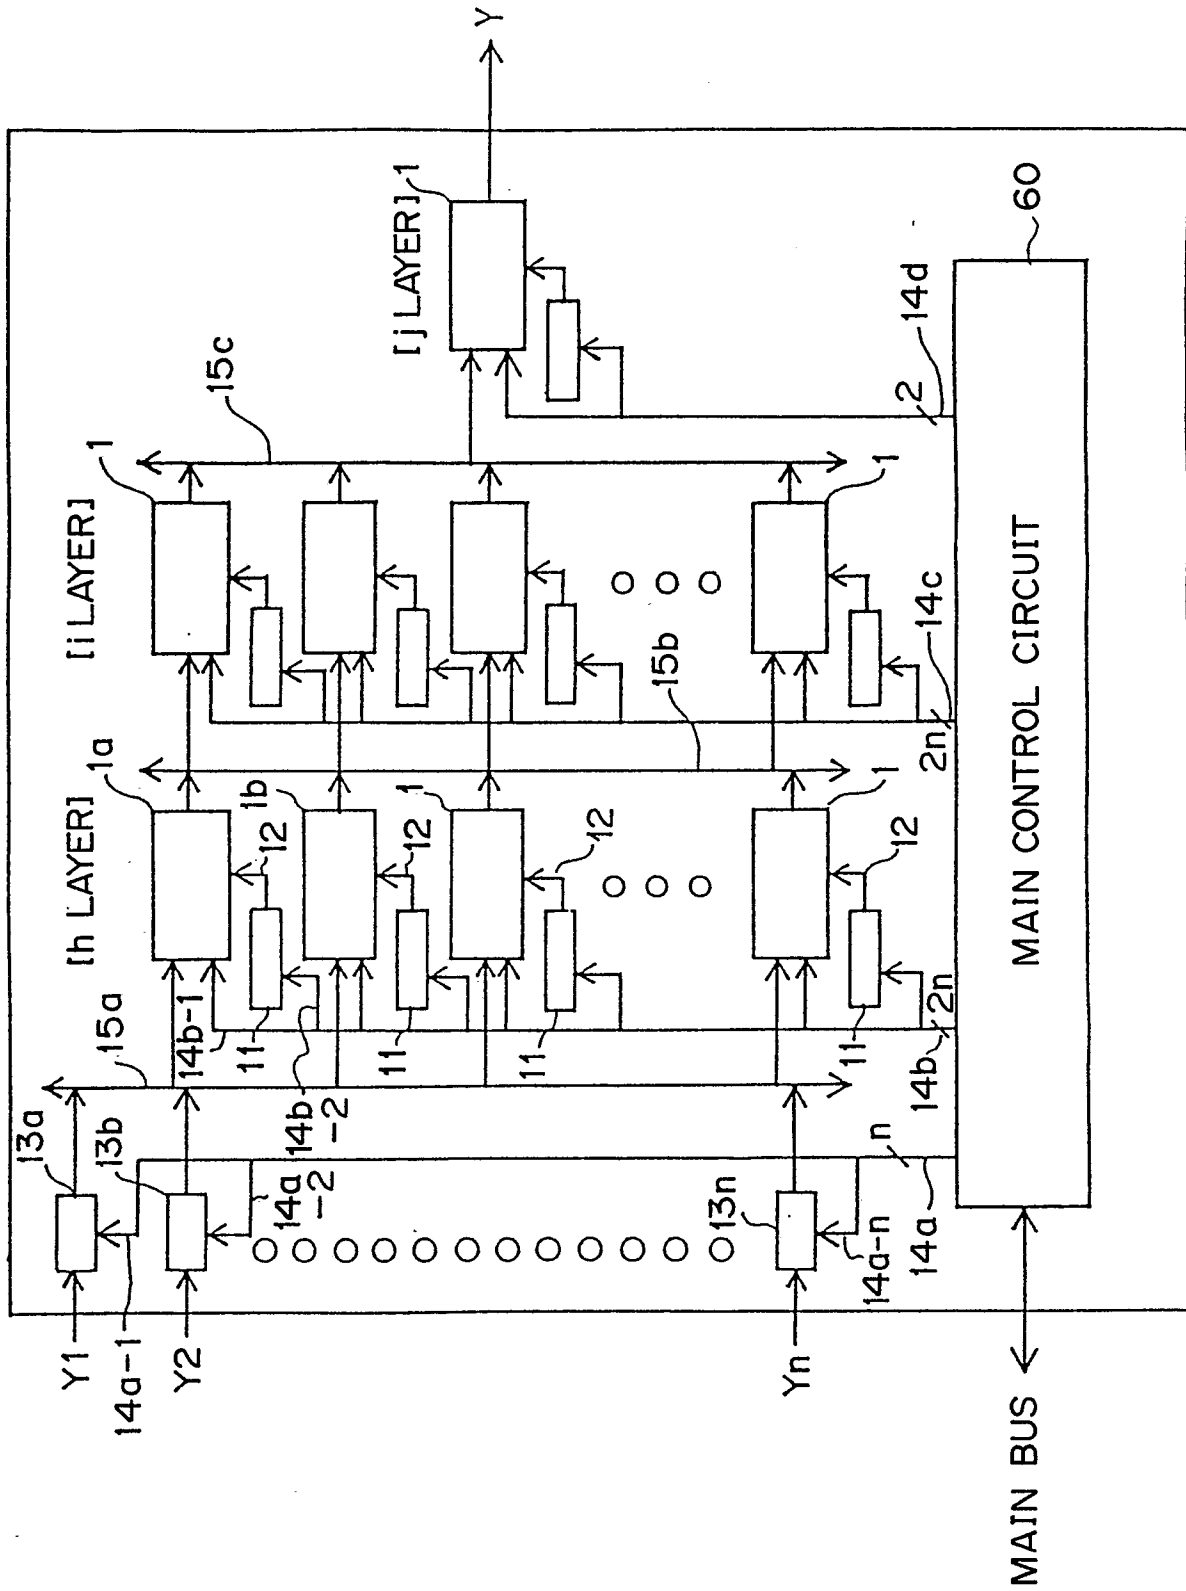 Y
[j LAYER]
1
15c
[i LAYER]
1
1
15b
14d
2
14c
2n
60
[h LAYER]
1a
1b
1
1
12
12
12
12
11
11
11
11
14b-1
14b
-2
14b
2n
15a
13a
13b
13n
14a
-2
14a-n
14a
n
Y1
14a-1
Y2
Yn
MAIN CONTROL CIRCUIT
MAIN BUS